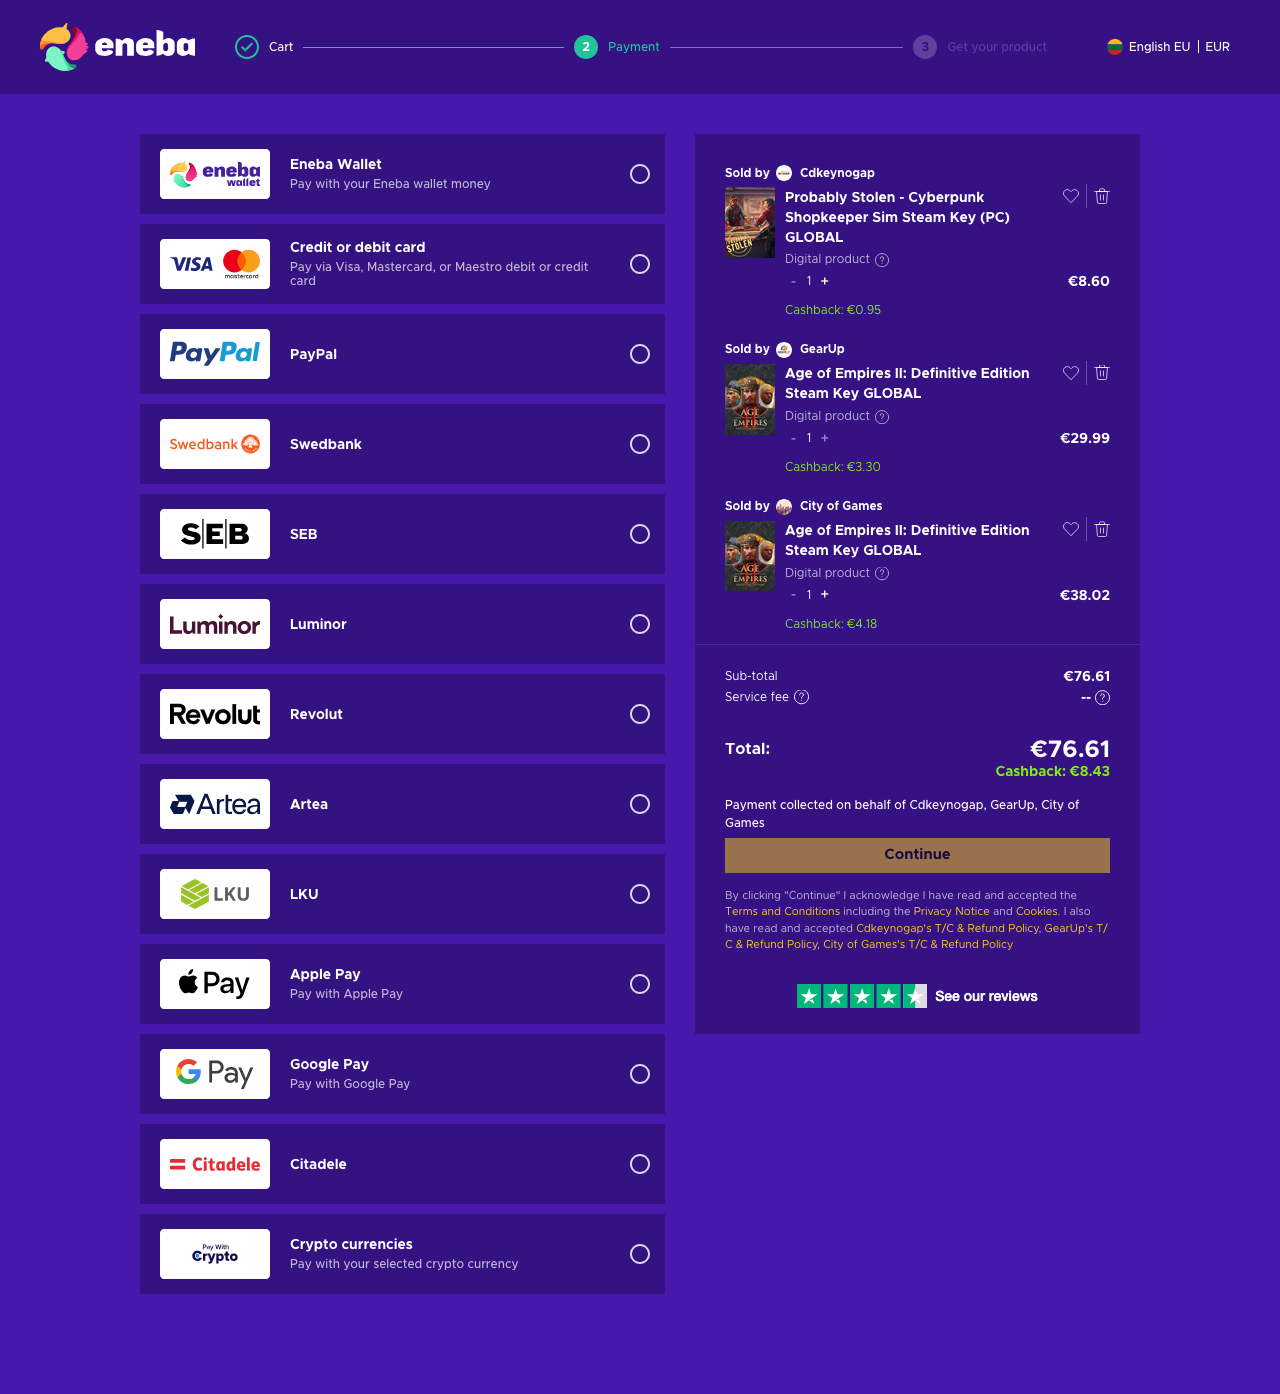 eneba
Cart
2 Payment
3 Get your product
English EU | EUR
eneba wallet
Eneba Wallet
Pay with your Eneba wallet money
VISA mastercard
Credit or debit card
Pay via Visa, Mastercard, or Maestro debit or credit
card
PayPal
PayPal
Swedbank
Swedbank
SEB
SEB
Luminor
Luminor
Revolut
Revolut
Artea
Artea
LKU
LKU
Pay
Apple Pay
Pay with Apple Pay
G Pay
Google Pay
Pay with Google Pay
Citadele
Citadele
Pay With
Crypto
Crypto currencies
Pay with your selected crypto currency
Sold by Cdkeynogap
Probably Stolen - Cyberpunk
Shopkeeper Sim Steam Key (PC)
GLOBAL
STOLEN
Digital product ?
- 1 + €8.60
Cashback: €0.95
Sold by GearUp
Age of Empires II: Definitive Edition
Steam Key GLOBAL
AGE
EMPIRES
Digital product ?
- 1 + €29.99
Cashback: €3.30
Sold by City of Games
Age of Empires II: Definitive Edition
Steam Key GLOBAL
AGE
EMPIRES
Digital product ?
- 1 + €38.02
Cashback: €4.18
Sub-total €76.61
Service fee ? -- ?
Total: €76.61
Cashback: €8.43
Payment collected on behalf of Cdkeynogap, GearUp, City of
Games
Continue
By clicking "Continue" I acknowledge I have read and accepted the
Terms and Conditions including the Privacy Notice and Cookies. I also
have read and accepted Cdkeynogap's T/C & Refund Policy, GearUp's T/
C & Refund Policy, City of Games's T/C & Refund Policy
See our reviews